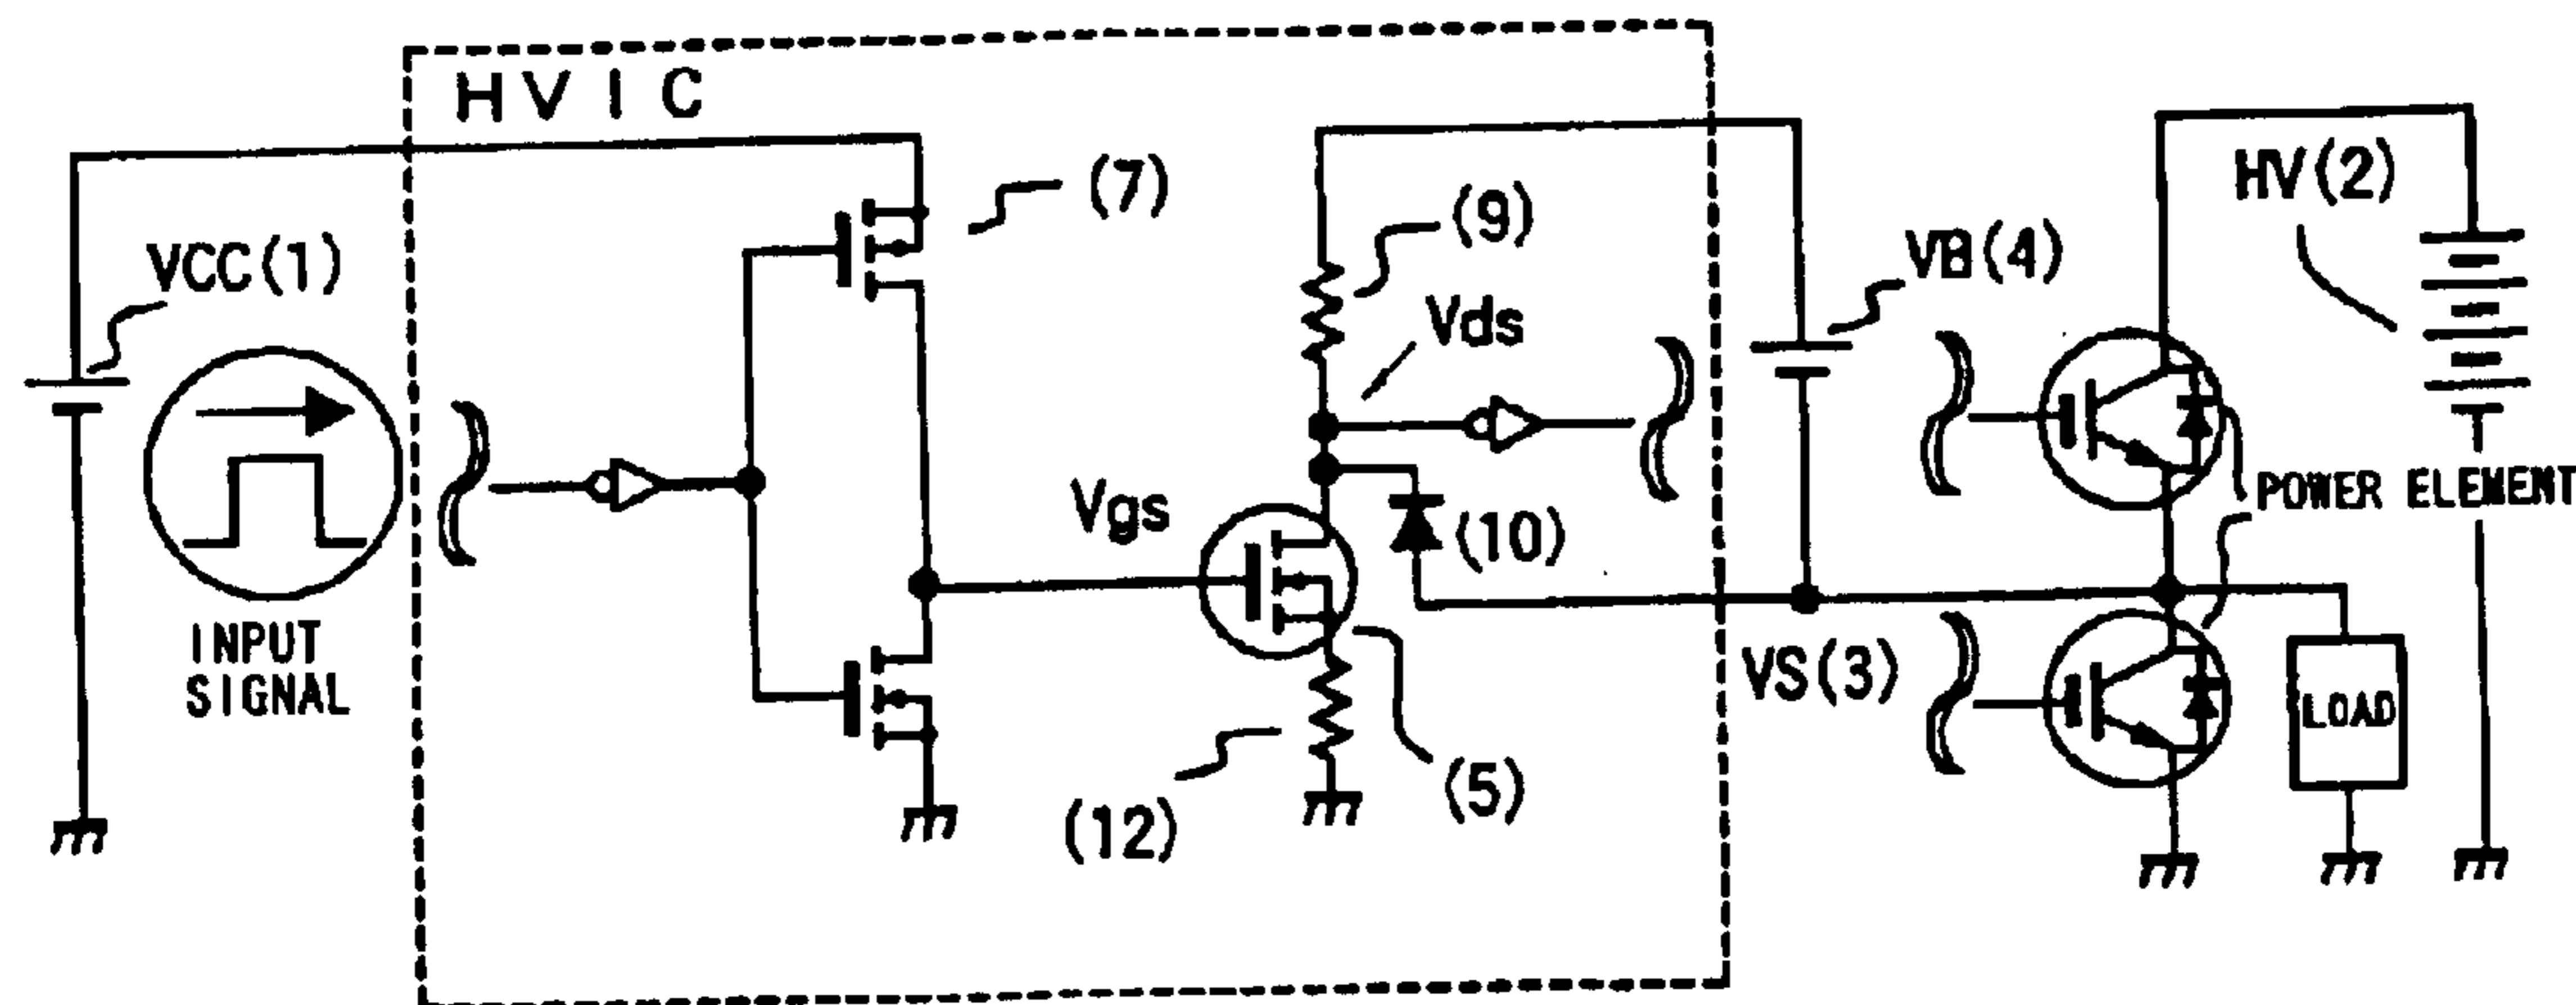 HVIC
VCC(1)
(7)
(9)
Vds
VB(4)
HV(2)
INPUT
SIGNAL
Vgs
(10)
POWER ELEMENT
VS(3)
LOAD
(12)
(5)